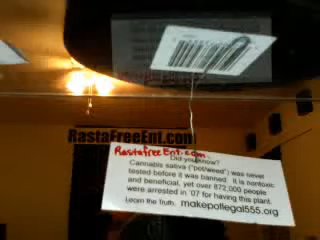 RastaFreeEnt.com
RastafreeEnt.com
Did you know?
Cannabis sativa ("pot/weed") was never
tested before it was banned. It is nontoxic
and beneficial, yet over 872,000 people
were arrested in '07 for having this plant.
Learn the truth. makepotlegal555.org